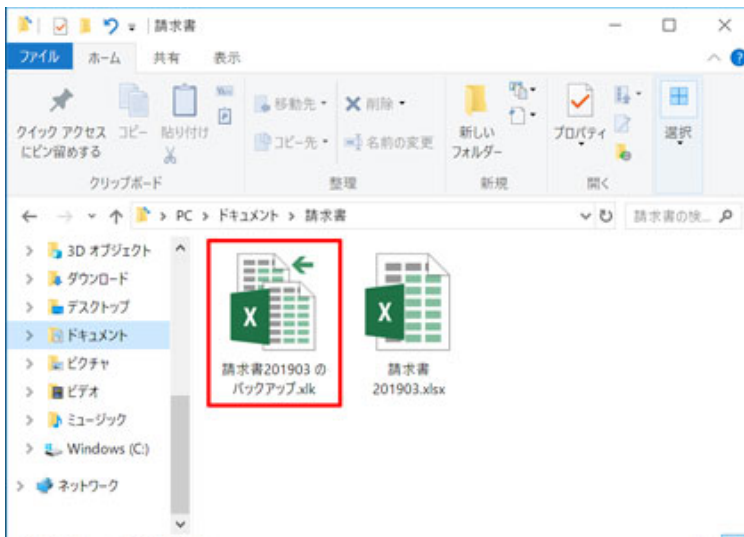 請求書
ファイル ホーム 共有 表示
クイック アクセス
にピン留めする
コピー
貼り付け
移動先
コピー先
削除
名前の変更
新しい
フォルダー
プロパティ
選択
クリップボード
整理
新規
開く
PC > ドキュメント > 請求書
請求書の検...
3D オブジェクト
ダウンロード
デスクトップ
ドキュメント
ピクチャ
ビデオ
ミュージック
Windows (C:)
ネットワーク
請求書201903 の
バックアップ.xlk
請求書
201903.xlsx